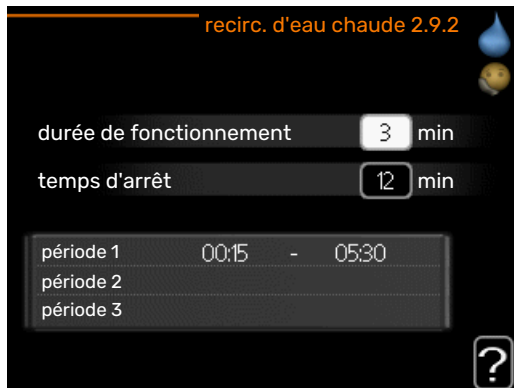 recirc. d'eau chaude 2.9.2
durée de fonctionnement 3 min
temps d'arrêt 12 min
période 1 00:15 - 05:30
période 2
période 3
?